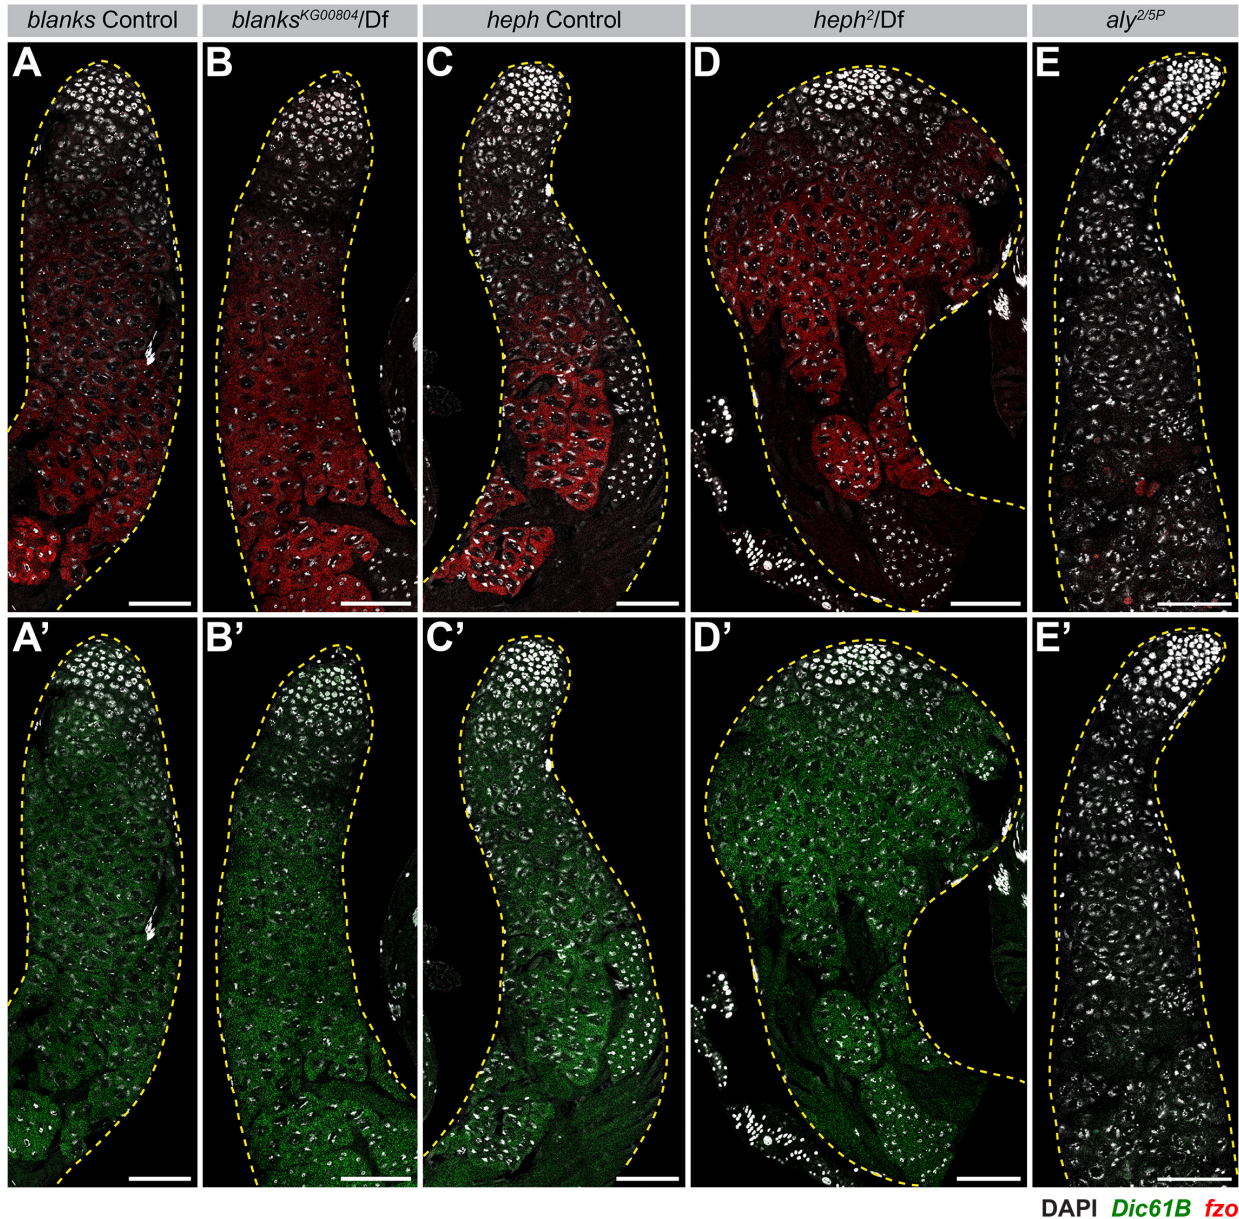 blanks Control blanksKG00804/Df heph Control heph2/Df aly2/5P
A B C D E
A’ B’ C’ D’ E’
DAPI Dic61B fzo